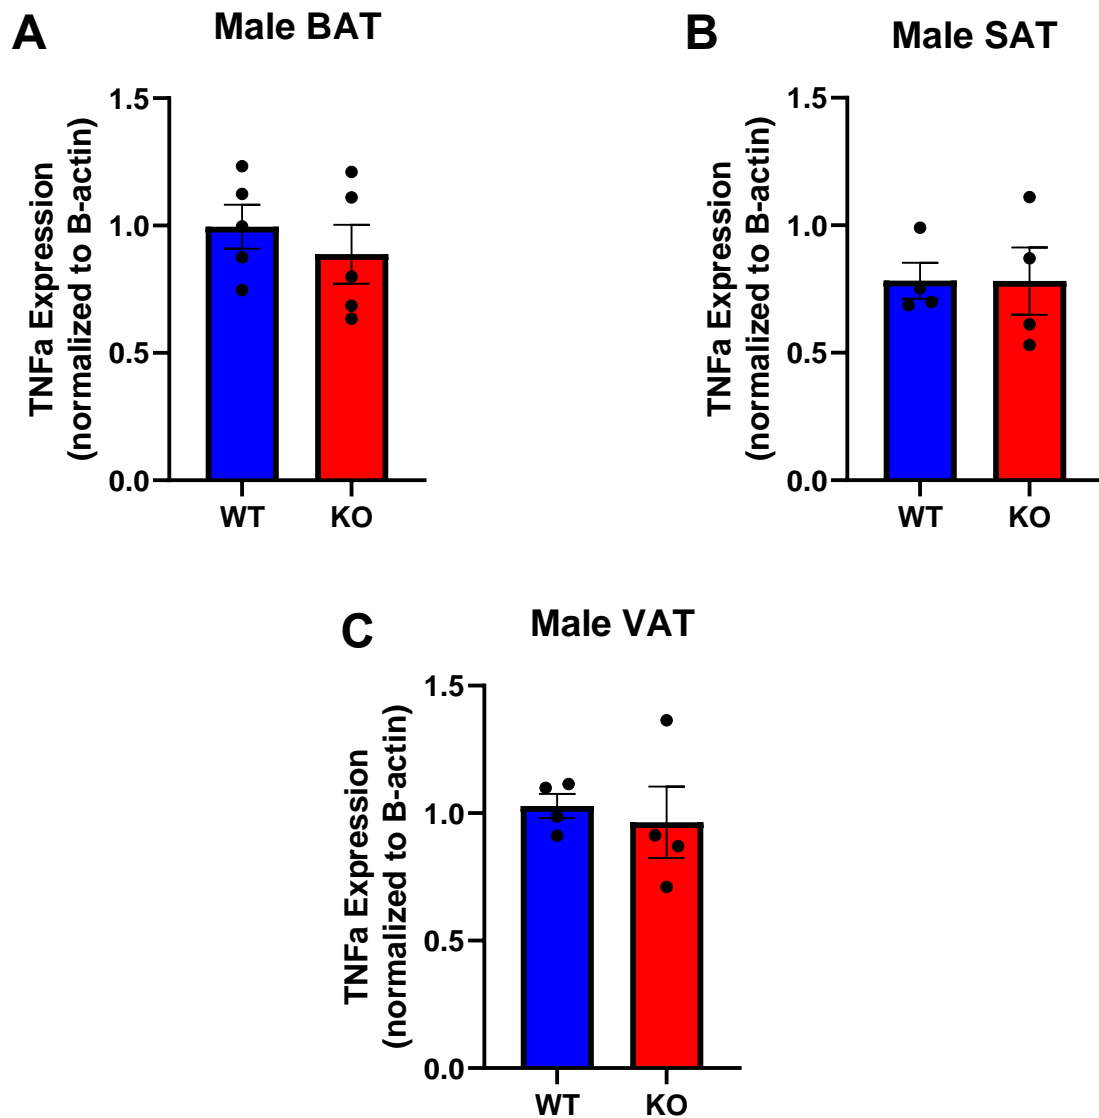 A
Male BAT
TNFa Expression
(normalized to B-actin)
1.5
1.0
0.5
0.0
WT
KO
B
Male SAT
TNFa Expression
(normalized to B-actin)
1.5
1.0
0.5
0.0
WT
KO
C
Male VAT
TNFa Expression
(normalized to B-actin)
1.5
1.0
0.5
0.0
WT
KO